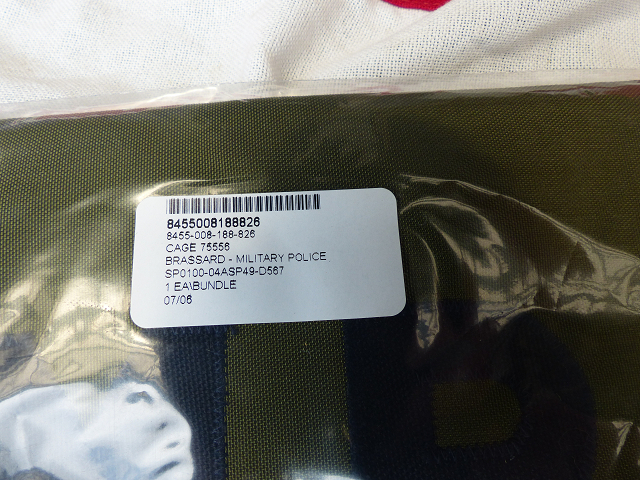 8455008188826
8455-008-188-826
CAGE 75556
BRASSARD - MILITARY POLICE
SP0100-04ASP49-D567
1 EA\BUNDLE
07/06